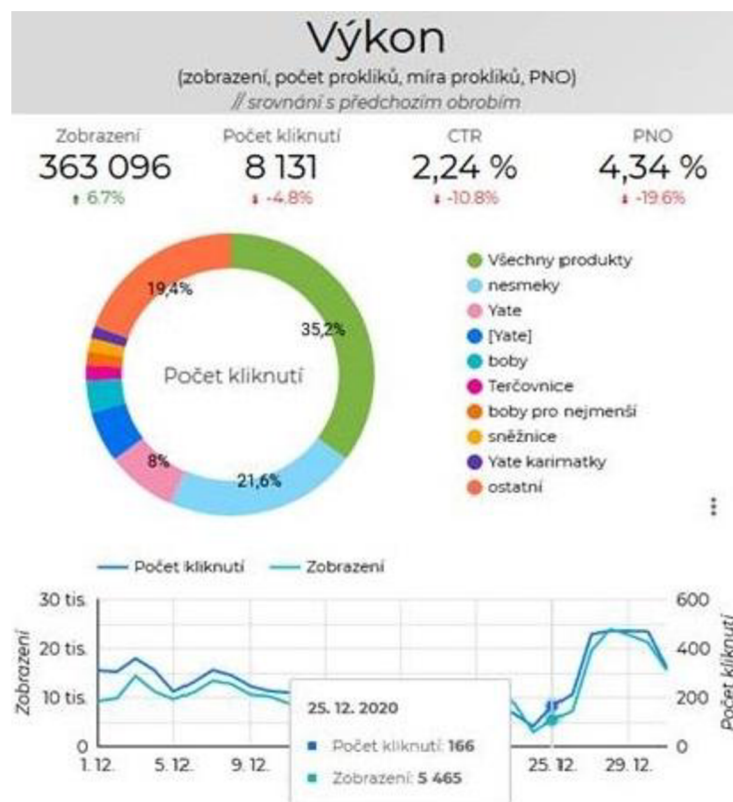 Výkon
(zobrazení, počet prokliků, míra prokliků, PNO)
// srovnání s předchozím obrobím
Zobrazení Počet kliknutí CTR PNO
363 096 8 131 2,24 % 4,34 %
6.7% -4.8% -10.8% -19.6%
Všechny produkty
nesmeky
Yate
[Yate]
boby
Terčovnice
boby pro nejmenší
sněžnice
Yate karimatky
ostatní
19,4%
35,2%
Počet kliknutí
8%
21,6%
Počet kliknutí Zobrazení
30 tis. 600
20 tis. 400
10 tis. 200
0 0
Zobrazení
Počet kliknutí
1. 12. 5. 12. 9. 12. 25. 12. 29. 12.
25. 12. 2020
Počet kliknutí: 166
Zobrazení: 5 465